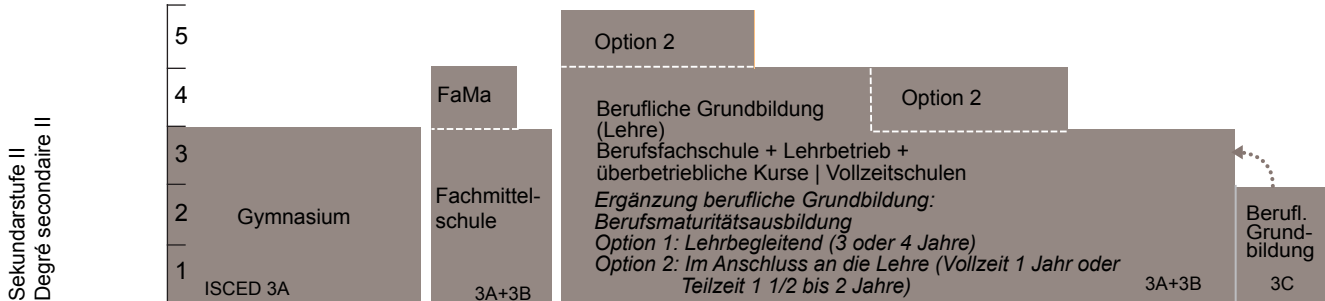 Sekundarstufe II
Degré secondaire II
5
4
3
2
1
Gymnasium
ISCED 3A
FaMa
Fachmittel-
schule
3A+3B
Option 2
Option 2
Berufliche Grundbildung
(Lehre)
Berufsfachschule + Lehrbetrieb +
überbetriebliche Kurse | Vollzeitschulen
Ergänzung berufliche Grundbildung:
Berufsmaturitätsausbildung
Option 1: Lehrbegleitend (3 oder 4 Jahre)
Option 2: Im Anschluss an die Lehre (Vollzeit 1 Jahr oder
Teilzeit 1 1/2 bis 2 Jahre)
3A+3B
Berufl.
Grund-
bildung
3C